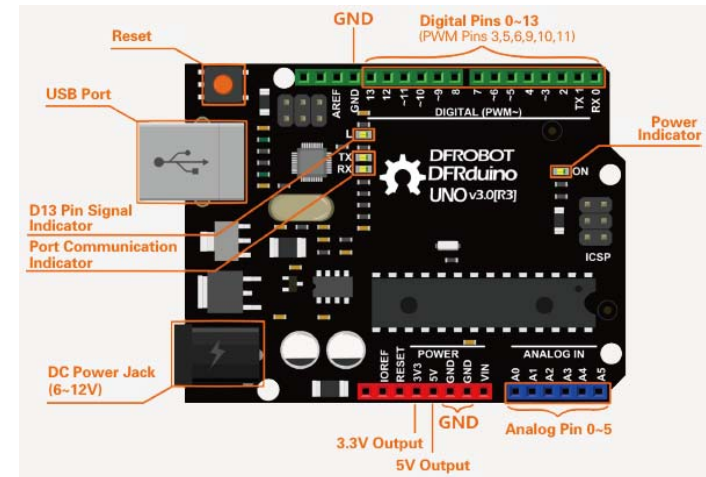 GND
Digital Pins 0~13
(PWM Pins 3,5,6,9,10,11)
Reset
USB Port
AREF
GND
13
12
~11
~10
~9
8
7
~6
~5
4
~3
2
TX 1
RX 0
DIGITAL (PWM~)
Power
Indicator
L
TX
RX
DFROBOT
DFRduino
UNO v3.0[R3]
ON
D13 Pin Signal
Indicator
Port Communication
Indicator
ICSP
DC Power Jack
(6~12V)
POWER
ANALOG IN
IOREF
RESET
3V3
5V
GND
GND
VIN
A0
A1
A2
A3
A4
A5
GND
Analog Pin 0~5
3.3V Output
5V Output